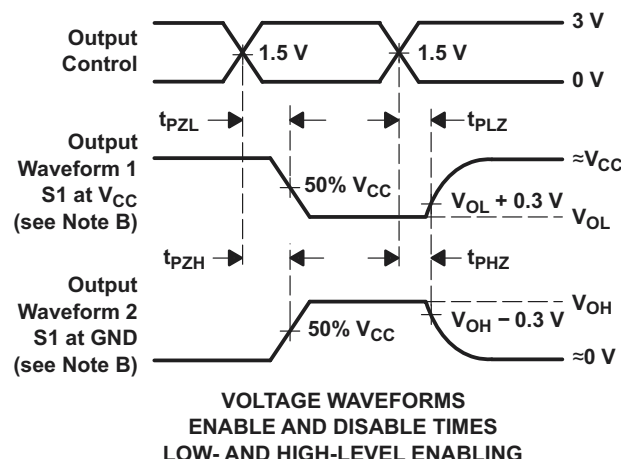 Output
Control
1.5 V
1.5 V
3 V
0 V
tPZL
tPLZ
Output
Waveform 1
S1 at VCC
(see Note B)
50% VCC
≈VCC
VOL + 0.3 V
VOL
tPZH
tPHZ
Output
Waveform 2
S1 at GND
(see Note B)
50% VCC
VOH
VOH − 0.3 V
≈0 V
VOLTAGE WAVEFORMS
ENABLE AND DISABLE TIMES
LOW- AND HIGH-LEVEL ENABLING